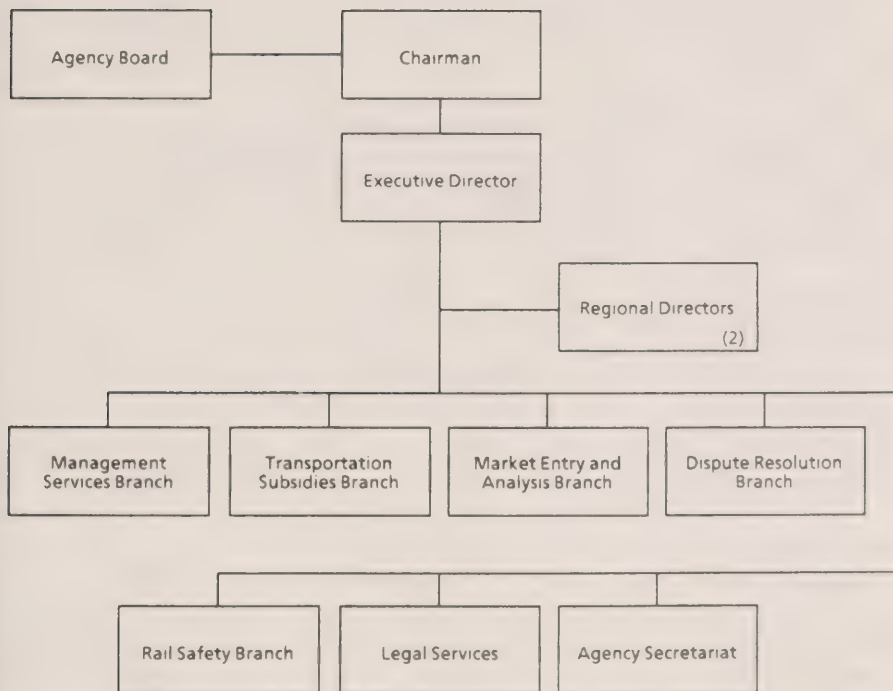 Agency Board
Chairman
Executive Director
Regional Directors
(2)
Management
Services Branch
Transportation
Subsidies Branch
Market Entry and
Analysis Branch
Dispute Resolution
Branch
Rail Safety Branch
Legal Services
Agency Secretariat